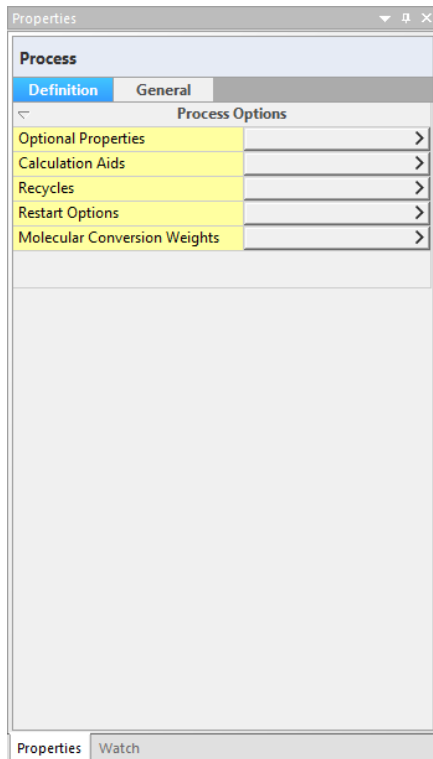 Properties
Process
Definition General
Process Options
Optional Properties
Calculation Aids
Recycles
Restart Options
Molecular Conversion Weights
Properties Watch